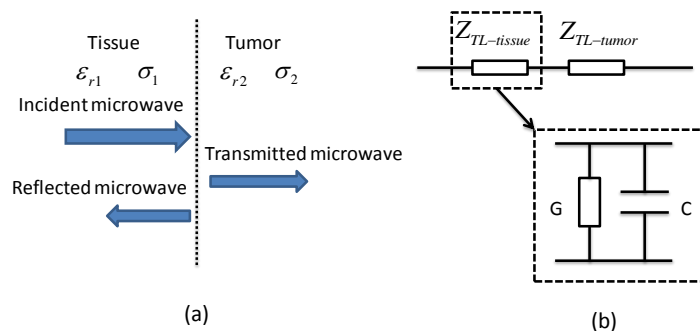 Tissue
Tumor
εr1 σ1
εr2 σ2
Incident microwave
Transmitted microwave
Reflected microwave
(a)
ZTL−tissue
ZTL−tumor
G
C
(b)